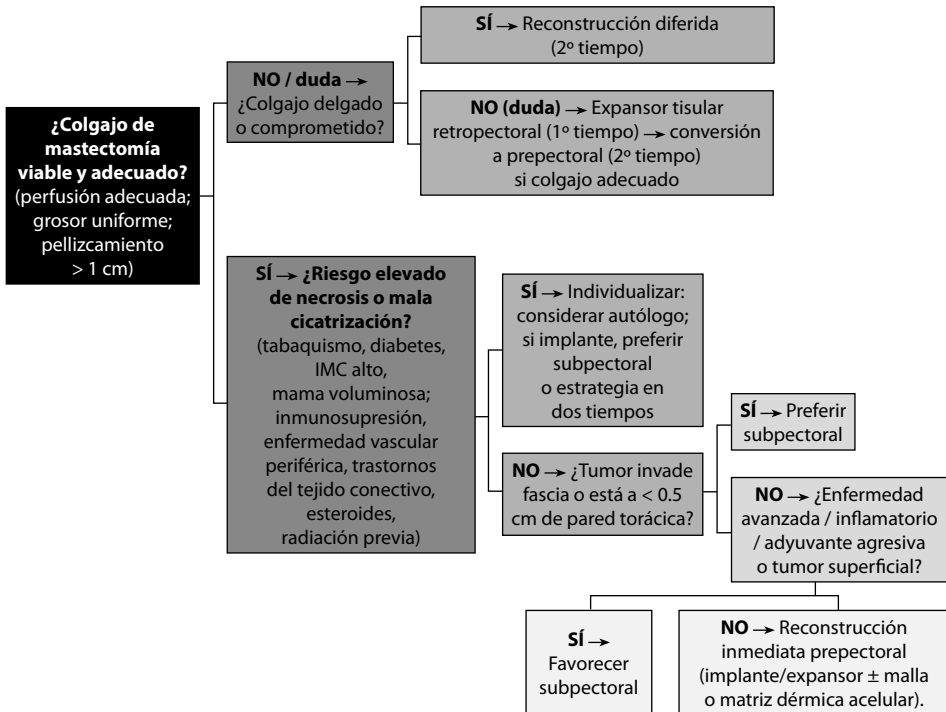 ¿Colgajo de
mastectomía
viable y adecuado?
(perfusión adecuada;
grosor uniforme;
pellizcamiento
> 1 cm)
NO / duda →
¿Colgajo delgado
o comprometido?
SÍ → Reconstrucción diferida
(2º tiempo)
NO (duda) → Expansor tisular
retropectoral (1º tiempo) → conversión
a prepectoral (2º tiempo)
si colgajo adecuado
SÍ → ¿Riesgo elevado
de necrosis o mala
cicatrización?
(tabaquismo, diabetes,
IMC alto,
mama voluminosa;
inmunosupresión,
enfermedad vascular
periférica, trastornos
del tejido conectivo,
esteroides,
radiación previa)
SÍ → Individualizar:
considerar autólogo;
si implante, preferir
subpectoral
o estrategia en
dos tiempos
NO → ¿Tumor invade
fascia o está a < 0.5
cm de pared torácica?
SÍ → Preferir
subpectoral
NO → ¿Enfermedad
avanzada / inflamatorio
/ adyuvante agresiva
o tumor superficial?
SÍ →
Favorecer
subpectoral
NO → Reconstrucción
inmediata prepectoral
(implante/expansor ± malla
o matriz dérmica acelular).